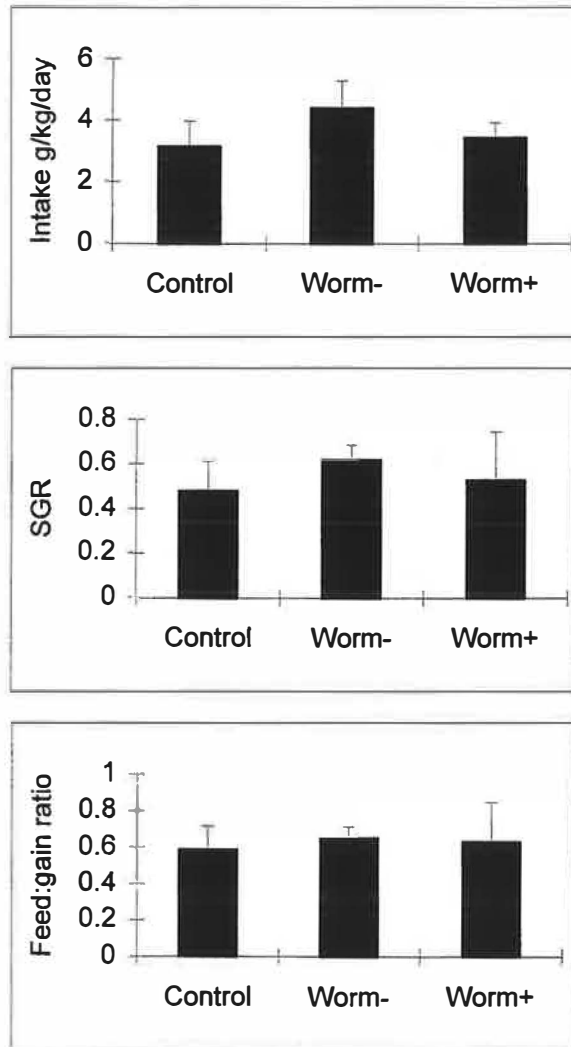 Intake g/kg/day
6
4
2
0
Control Worm- Worm+
SGR
0.8
0.6
0.4
0.2
0
Control Worm- Worm+
Feed:gain ratio
1
0.8
0.6
0.4
0.2
0
Control Worm- Worm+